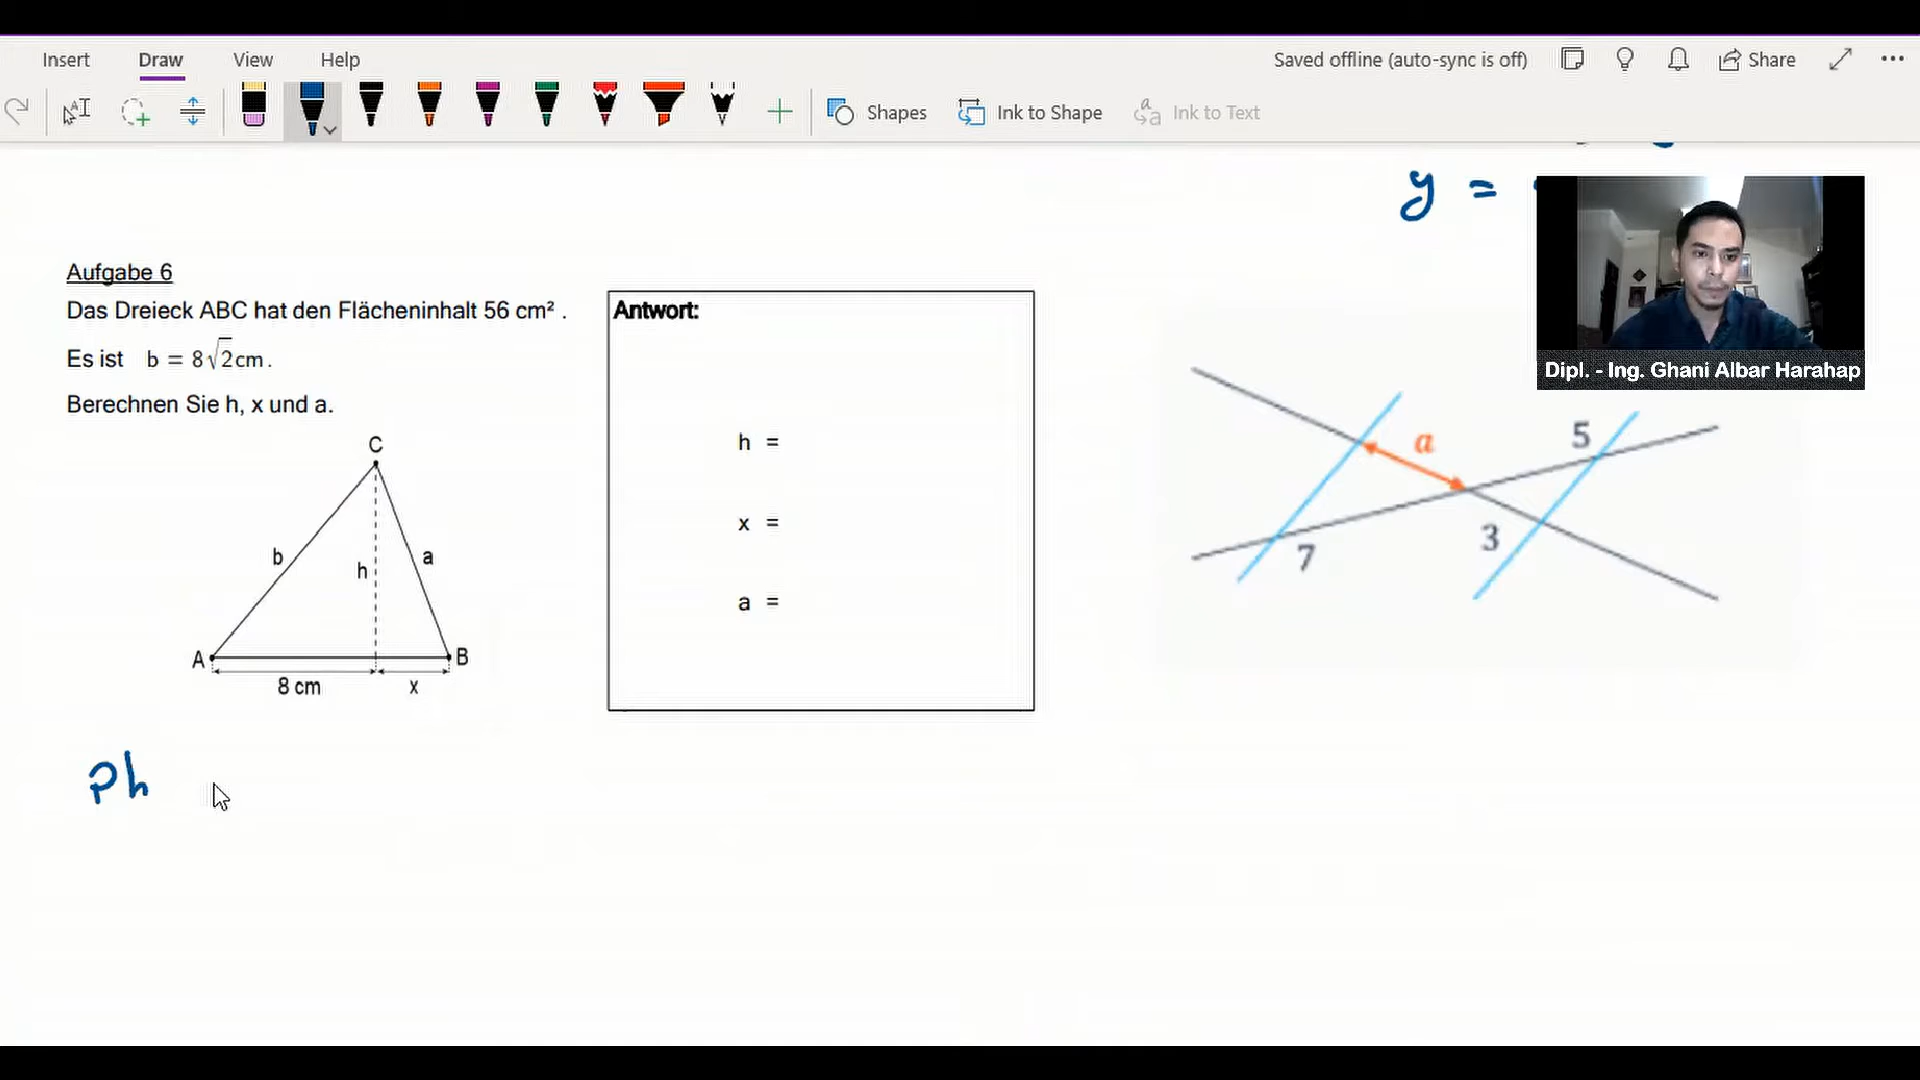 Insert Draw View Help
Saved offline (auto-sync is off) Share
Shapes Ink to Shape Ink to Text
y =
Dipl. - Ing. Ghani Albar Harahap
Aufgabe 6
Das Dreieck ABC hat den Flächeninhalt 56 cm² .
Es ist b = 8√2cm .
Berechnen Sie h, x und a.
C
b
h
a
A
B
8 cm
x
Antwort:
h =
x =
a =
a
5
7
3
Ph